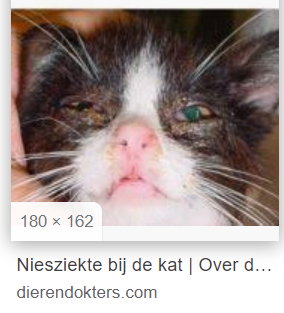 180 × 162
Niesziekte bij de kat | Over d...
dierendokters.com